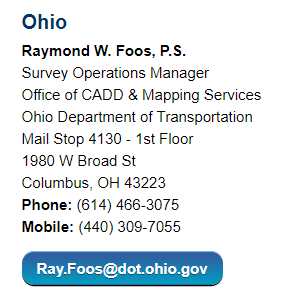 Ohio
Raymond W. Foos, P.S.
Survey Operations Manager
Office of CADD & Mapping Services
Ohio Department of Transportation
Mail Stop 4130 - 1st Floor
1980 W Broad St
Columbus, OH 43223
Phone: (614) 466-3075
Mobile: (440) 309-7055
Ray.Foos@dot.ohio.gov